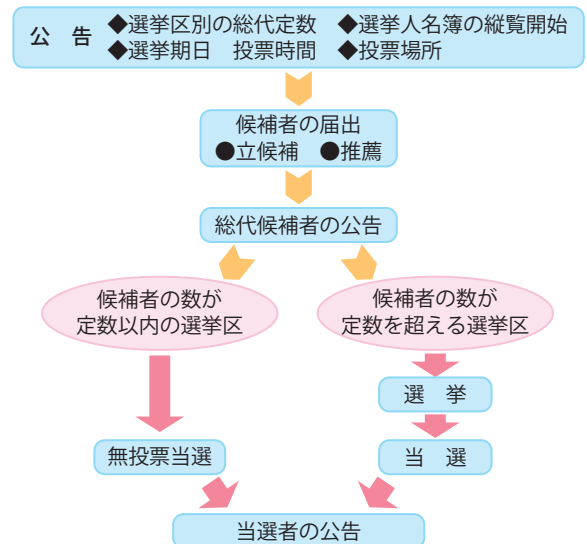 公　告
◆選挙区別の総代定数　◆選挙人名簿の縦覧開始
◆選挙期日　投票時間　◆投票場所
候補者の届出
●立候補　●推薦
総代候補者の公告
候補者の数が
定数以内の選挙区
候補者の数が
定数を超える選挙区
選　挙
無投票当選
当　選
当選者の公告